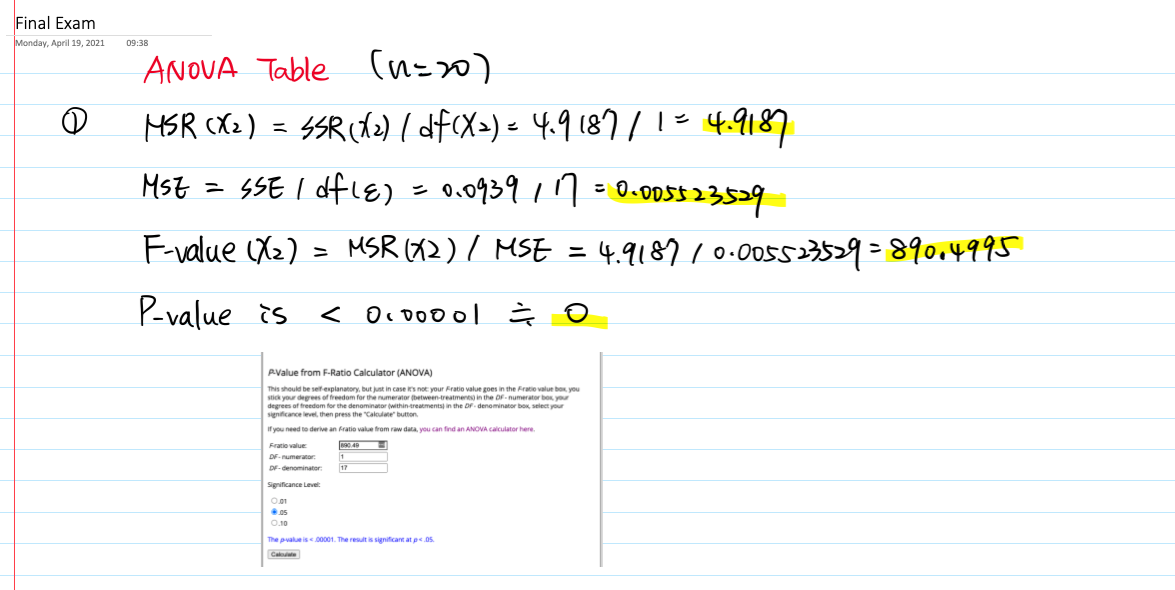 Final Exam
Monday, April 19, 2021 09:38
ANOVA Table (n=20)
① MSR (X₂) = SSR(X₂) / df(X₂) = 4.9187 / 1 = 4.9187
MSE = SSE / df(ε) = 0.0939 / 17 = 0.005523529
F-value (X₂) = MSR(X2) / MSE = 4.9187 / 0.005523529 = 890.4995
P-value is < 0.00001 ≒ 0
P-Value from F-Ratio Calculator (ANOVA)
This should be self-explanatory, but just in case it's not: your F-ratio value goes in the F-ratio value box, you
stick your degrees of freedom for the numerator (between-treatments) in the DF - numerator box, your
degrees of freedom for the denominator (within-treatments) in the DF - denominator box, select your
significance level, then press the "Calculate" button.
If you need to derive an F-ratio value from raw data, you can find an ANOVA calculator here.
F-ratio value: 890.49
DF - numerator: 1
DF - denominator: 17
Significance Level:
.01
.05
.10
The p-value is < .00001. The result is significant at p < .05.
Calculate